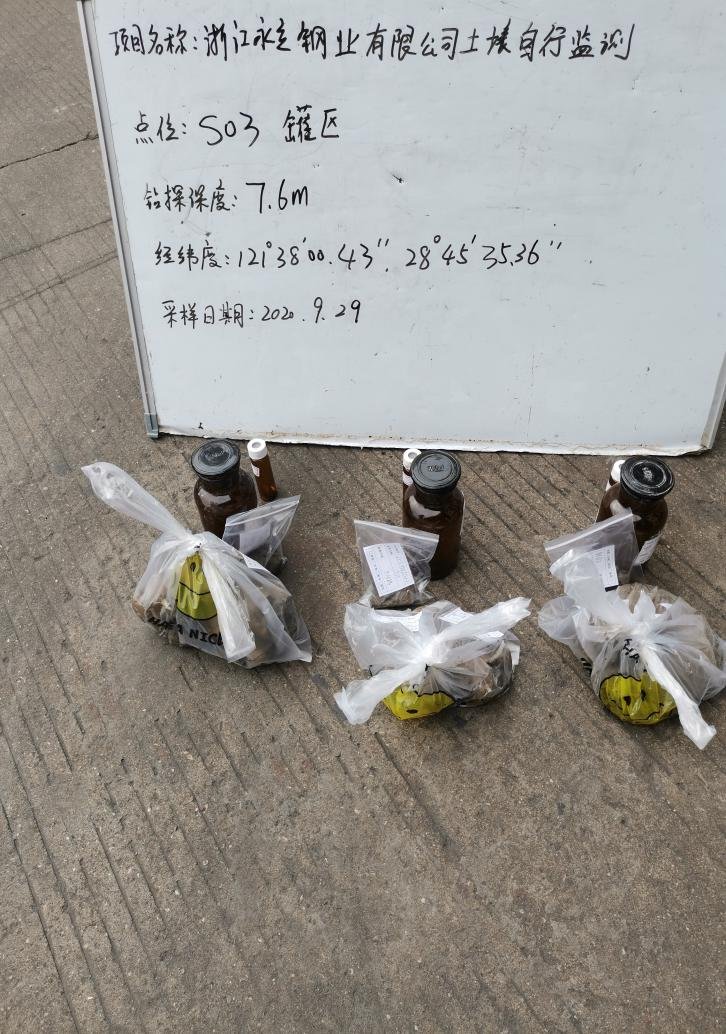 项目名称:浙江永立钢业有限公司土壤自行监测
点位: S03 罐区
钻探深度: 7.6m
经纬度:121°38′00.43″. 28°45′35.36″
采样日期:2020.9.29